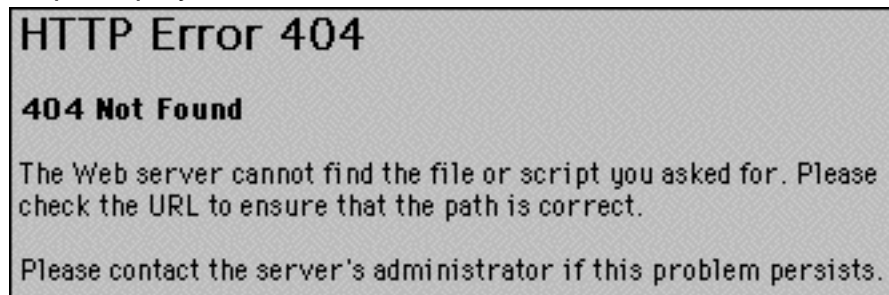 HTTP Error 404
404 Not Found
The Web server cannot find the file or script you asked for. Please
check the URL to ensure that the path is correct.
Please contact the server's administrator if this problem persists.